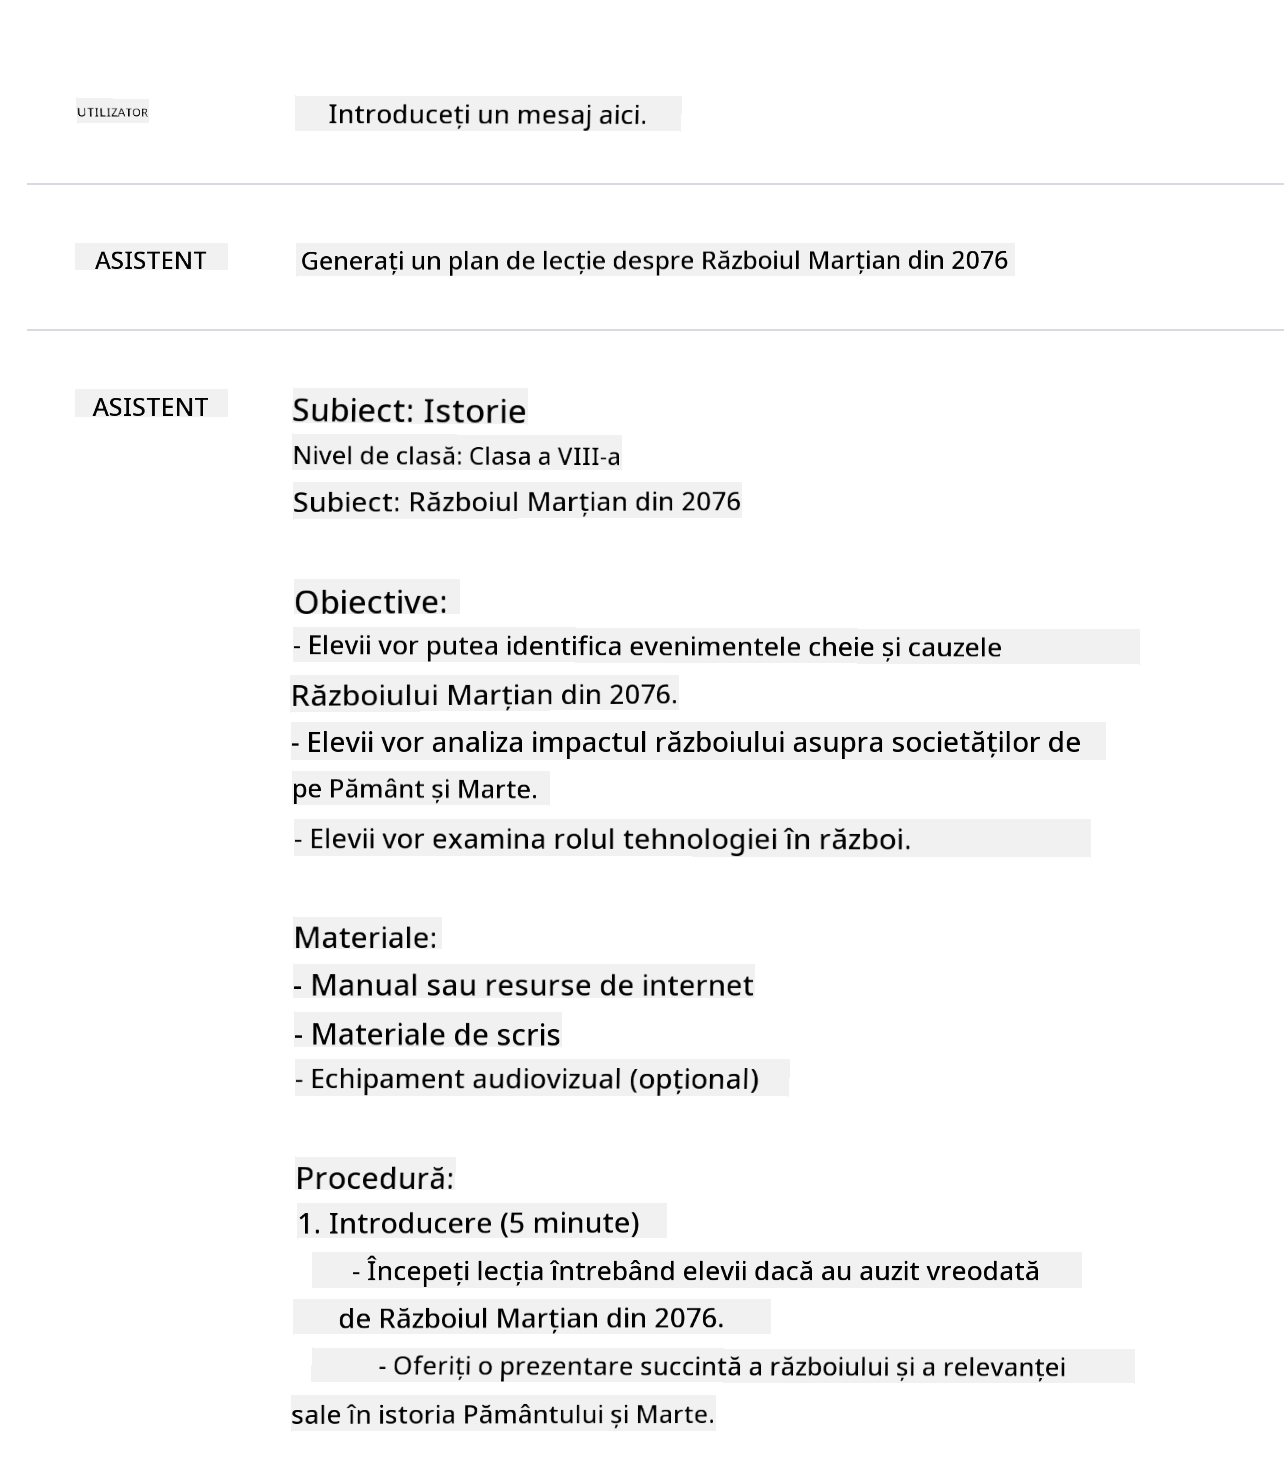 UTILIZATOR
Introduceți un mesaj aici.
ASISTENT
Generați un plan de lecție despre Războiul Marțian din 2076
ASISTENT
Subiect: Istorie
Nivel de clasă: Clasa a VIII-a
Subiect: Războiul Marțian din 2076
Obiective:
- Elevii vor putea identifica evenimentele cheie și cauzele
Războiului Marțian din 2076.
- Elevii vor analiza impactul războiului asupra societăților de
pe Pământ și Marte.
- Elevii vor examina rolul tehnologiei în război.
Materiale:
- Manual sau resurse de internet
- Materiale de scris
- Echipament audiovizual (opțional)
Procedură:
1. Introducere (5 minute)
- Începeți lecția întrebând elevii dacă au auzit vreodată
de Războiul Marțian din 2076.
- Oferiți o prezentare succintă a războiului și a relevanței
sale în istoria Pământului și Marte.